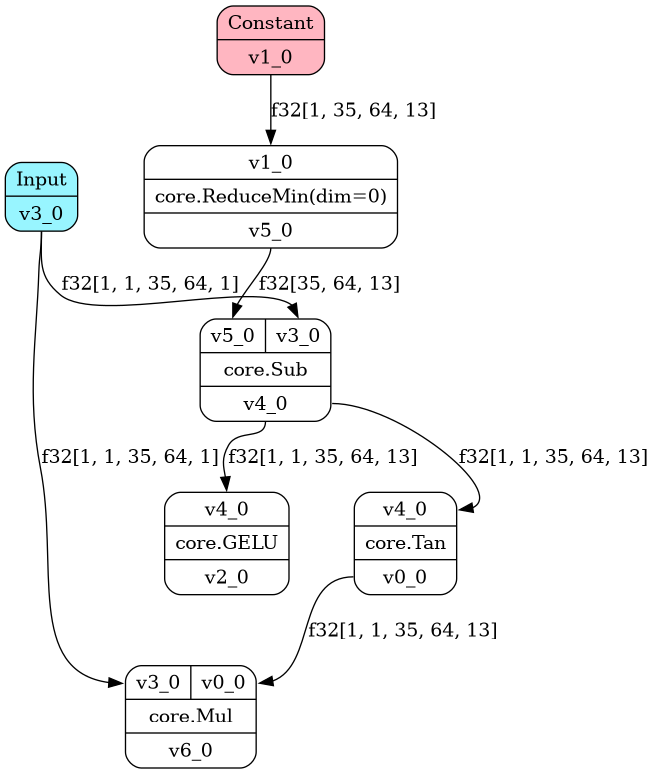 Constant
v1_0
f32[1, 35, 64, 13]
v1_0
core.ReduceMin(dim=0)
v5_0
Input
v3_0
f32[1, 1, 35, 64, 1]
f32[35, 64, 13]
v5_0 v3_0
core.Sub
v4_0
f32[1, 1, 35, 64, 1]
f32[1, 1, 35, 64, 13]
f32[1, 1, 35, 64, 13]
v4_0
core.GELU
v2_0
v4_0
core.Tan
v0_0
f32[1, 1, 35, 64, 13]
v3_0 v0_0
core.Mul
v6_0